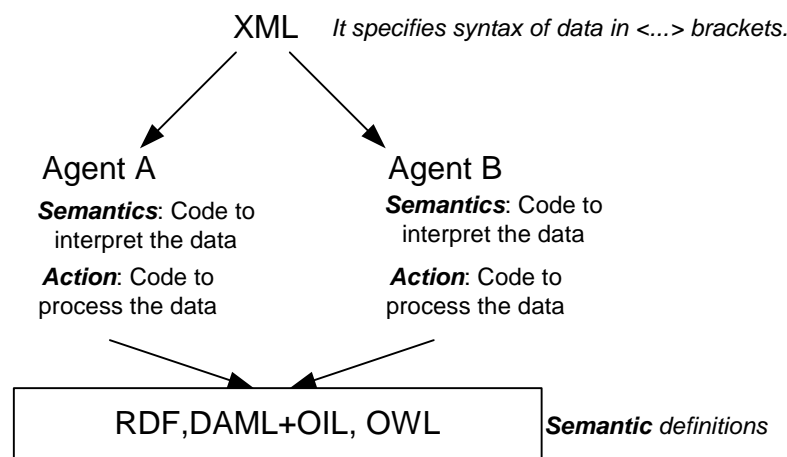 XML It specifies syntax of data in <...> brackets.
Agent A
Semantics: Code to
interpret the data
Action: Code to
process the data
Agent B
Semantics: Code to
interpret the data
Action: Code to
process the data
RDF,DAML+OIL, OWL
Semantic definitions